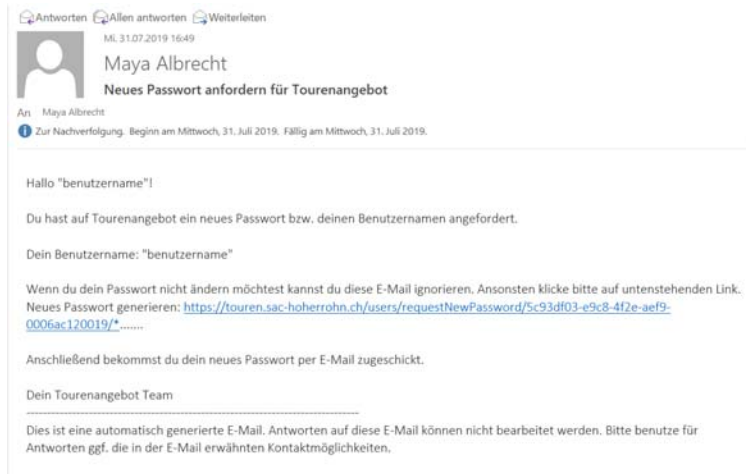 Antworten Allen antworten Weiterleiten
Mi. 31.07.2019 16:49
Maya Albrecht
Neues Passwort anfordern für Tourenangebot
An Maya Albrecht
Zur Nachverfolgung. Beginn am Mittwoch, 31. Juli 2019. Fällig am Mittwoch, 31. Juli 2019.
Hallo "benutzername"!
Du hast auf Tourenangebot ein neues Passwort bzw. deinen Benutzernamen angefordert.
Dein Benutzername: "benutzername"
Wenn du dein Passwort nicht ändern möchtest kannst du diese E-Mail ignorieren. Ansonsten klicke bitte auf untenstehenden Link.
Neues Passwort generieren: https://touren.sac-hoherrohn.ch/users/requestNewPassword/5c93df03-e9c8-4f2e-aef9-
0006ac120019/*.......
Anschließend bekommst du dein neues Passwort per E-Mail zugeschickt.
Dein Tourenangebot Team
--------------------------------------------------------------------------------
Dies ist eine automatisch generierte E-Mail. Antworten auf diese E-Mail können nicht bearbeitet werden. Bitte benutze für
Antworten ggf. die in der E-Mail erwähnten Kontaktmöglichkeiten.